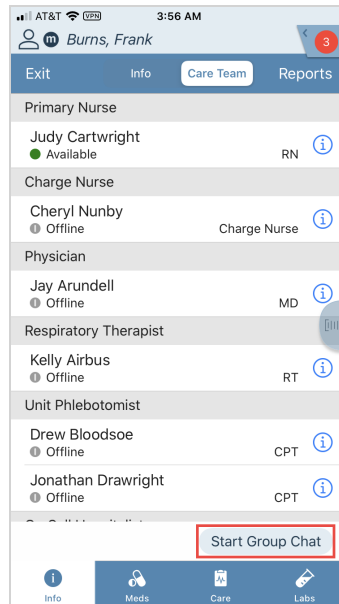 AT&T VPN 3:56 AM
m Burns, Frank 3
Exit Info Care Team Reports
Primary Nurse
Judy Cartwright
Available RN
Charge Nurse
Cheryl Nunby
Offline Charge Nurse
Physician
Jay Arundell
Offline MD
Respiratory Therapist
Kelly Airbus
Offline RT
Unit Phlebotomist
Drew Bloodsoe
Offline CPT
Jonathan Drawright
Offline CPT
Start Group Chat
Info Meds Care Labs